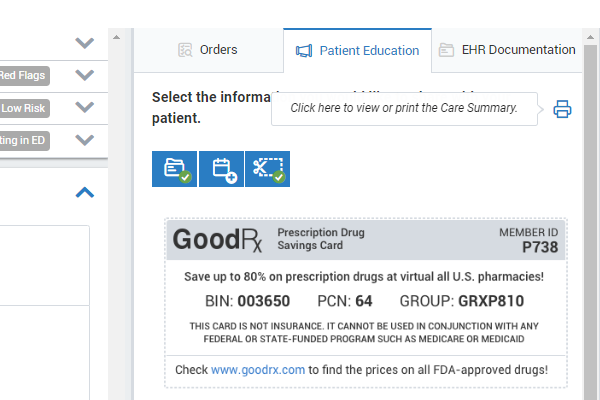 Orders
Patient Education
EHR Documentation
Red Flags
Low Risk
ting in ED
Select the informa
patient.
Click here to view or print the Care Summary.
GoodRx
Prescription Drug
Savings Card
MEMBER ID
P738
Save up to 80% on prescription drugs at virtual all U.S. pharmacies!
BIN: 003650 PCN: 64 GROUP: GRXP810
THIS CARD IS NOT INSURANCE. IT CANNOT BE USED IN CONJUNCTION WITH ANY
FEDERAL OR STATE-FUNDED PROGRAM SUCH AS MEDICARE OR MEDICAID
Check www.goodrx.com to find the prices on all FDA-approved drugs!